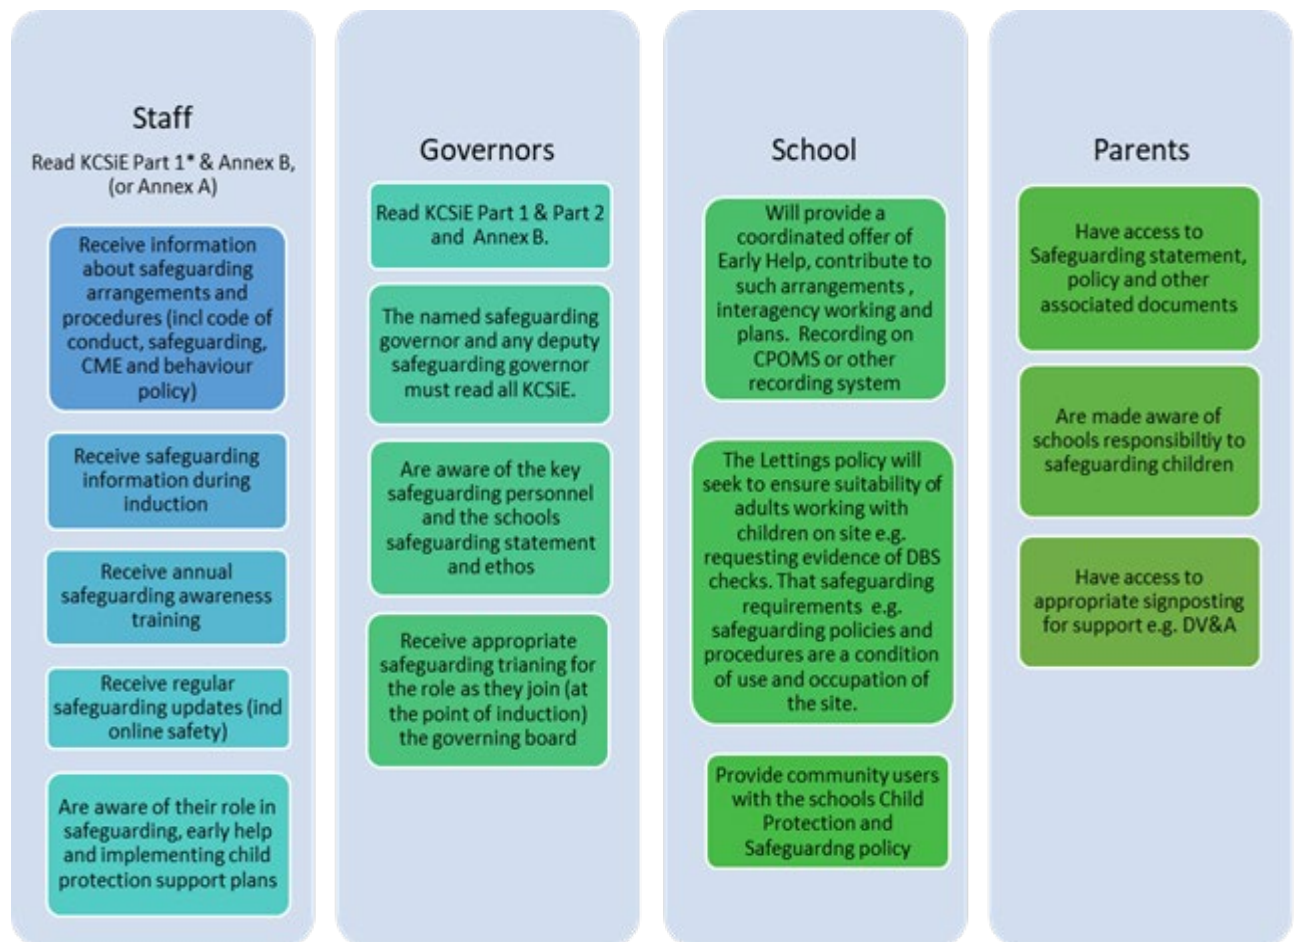 Staff
Read KCSiE Part 1* & Annex B,
(or Annex A)
Receive information
about safeguarding
arrangements and
procedures (incl code of
conduct, safeguarding,
CME and behaviour
policy)
Receive safeguarding
information during
induction
Receive annual
safeguarding awareness
training
Receive regular
safeguarding updates (incl
online safety)
Are aware of their role in
safeguarding, early help
and implementing child
protection support plans
Governors
Read KCSiE Part 1 & Part 2
and Annex B.
The named safeguarding
governor and any deputy
safeguarding governor
must read all KCSiE.
Are aware of the key
safeguarding personnel
and the schools
safeguarding statement
and ethos
Receive appropriate
safeguarding trianing for
the role as they join (at
the point of induction)
the governing board
School
Will provide a
coordinated offer of
Early Help, contribute to
such arrangements ,
interagency working and
plans. Recording on
CPOMS or other
recording system
The Lettings policy will
seek to ensure suitability of
adults working with
children on site e.g.
requesting evidence of DBS
checks. That safeguarding
requirements e.g.
safeguarding policies and
procedures are a condition
of use and occupation of
the site.
Provide community users
with the schools Child
Protection and
Safeguardng policy
Parents
Have access to
Safeguarding statement,
policy and other
associated documents
Are made aware of
schools responsibiltiy to
safeguarding children
Have access to
appropriate signposting
for support e.g. DV&A